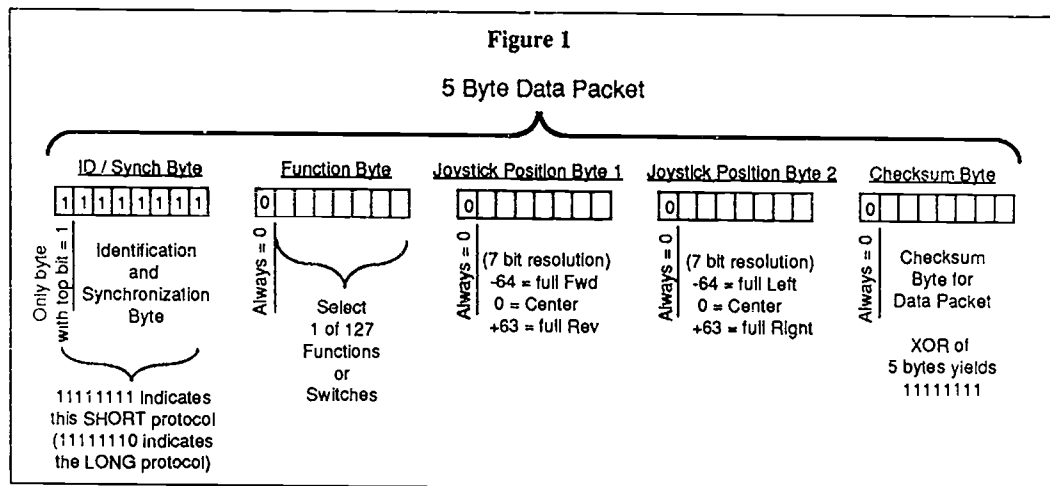 Figure 1
5 Byte Data Packet
ID / Synch Byte
1 1 1 1 1 1 1 1
Only byte
with top bit = 1
Identification
and
Synchronization
Byte
11111111 Indicates
this SHORT protocol
(11111110 indicates
the LONG protocol)
Function Byte
0
Always = 0
Select
1 of 127
Functions
or
Switches
Joystick Position Byte 1
0
Always = 0
(7 bit resolution)
-64 = full Fwd
0 = Center
+63 = full Rev
Joystick Position Byte 2
0
Always = 0
(7 bit resolution)
-64 = full Left
0 = Center
+63 = full Right
Checksum Byte
0
Always = 0
Checksum
Byte for
Data Packet
XOR of
5 bytes yields
11111111